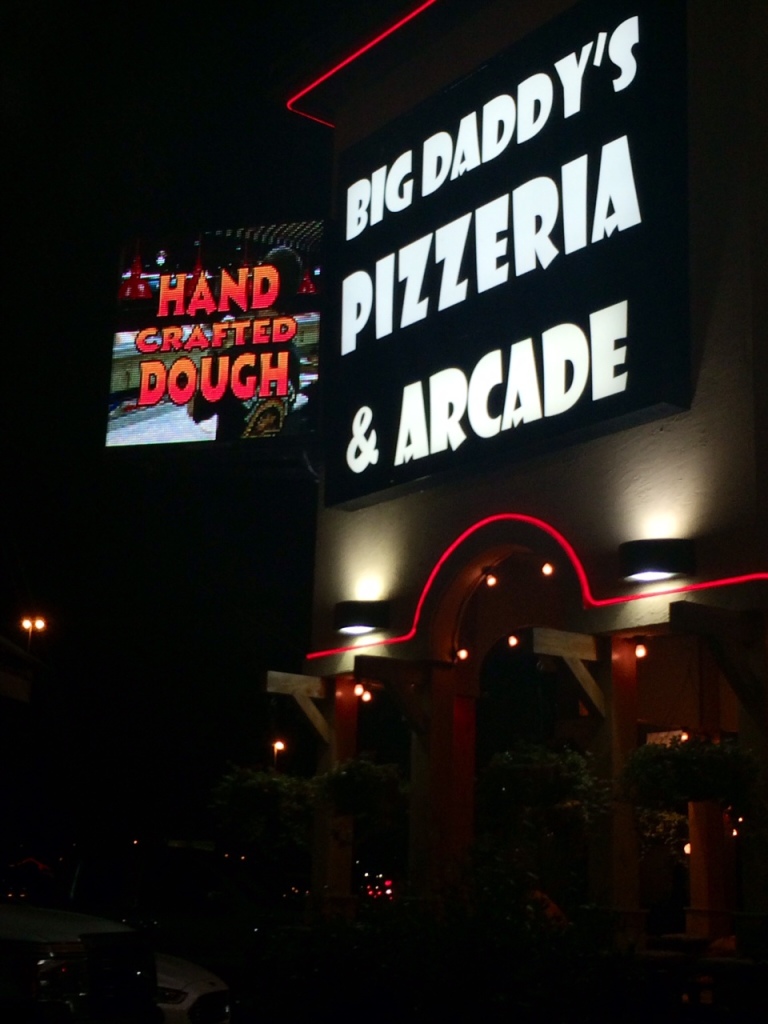 BIG DADDY'S
PIZZERIA
& ARCADE
HAND
CRAFTED
DOUGH